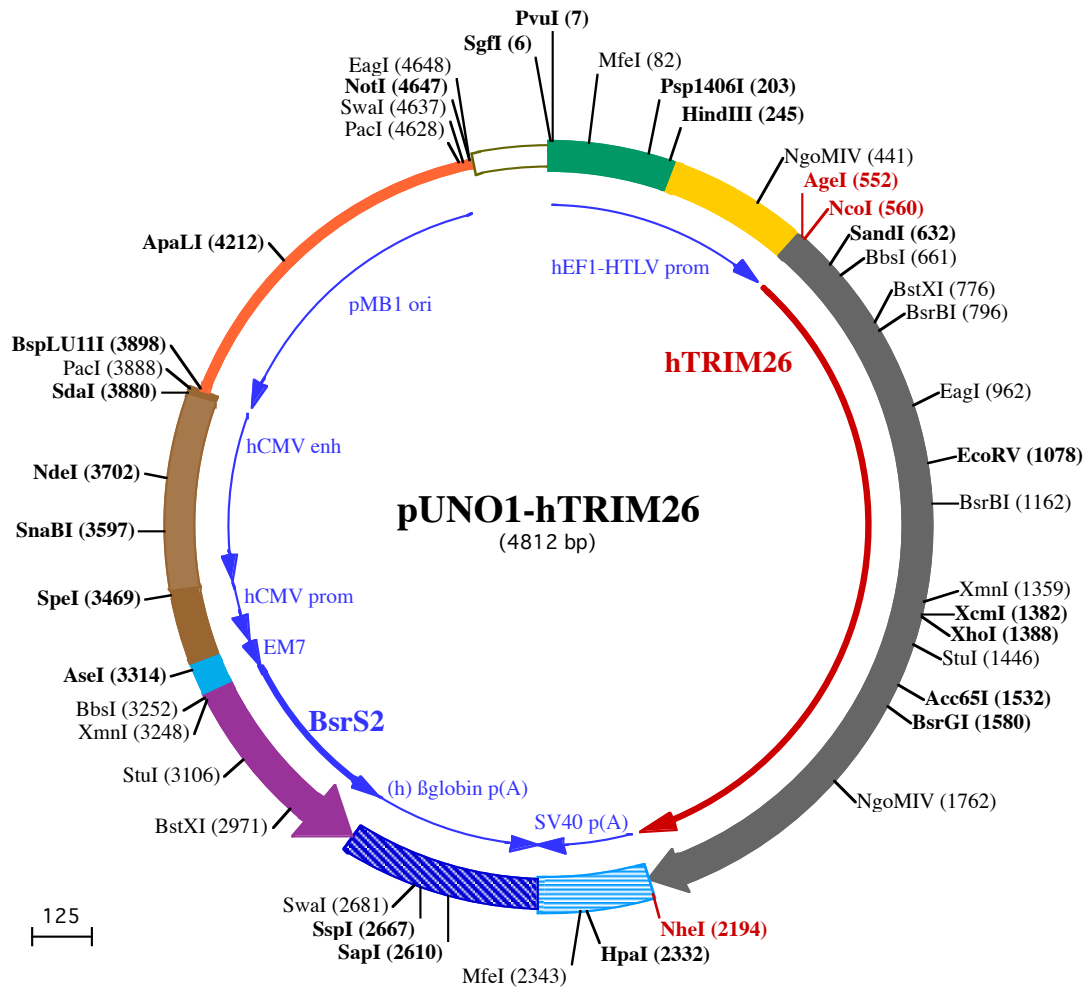 PvuI (7)
SgfI (6)
MfeI (82)
EagI (4648)
NotI (4647)
Psp1406I (203)
SwaI (4637)
HindIII (245)
PacI (4628)
NgoMIV (441)
AgeI (552)
NcoI (560)
SandI (632)
BbsI (661)
ApaLI (4212)
hEF1-HTLV prom
BstXI (776)
pMB1 ori
BsrBI (796)
BspLU11I (3898)
hTRIM26
PacI (3888)
SdaI (3880)
EagI (962)
hCMV enh
EcoRV (1078)
NdeI (3702)
BsrBI (1162)
pUNO1-hTRIM26
SnaBI (3597)
(4812 bp)
XmnI (1359)
SpeI (3469)
hCMV prom
XcmI (1382)
XhoI (1388)
EM7
StuI (1446)
AseI (3314)
Acc65I (1532)
BbsI (3252)
BsrS2
BsrGI (1580)
XmnI (3248)
StuI (3106)
(h) ßglobin p(A)
NgoMIV (1762)
BstXI (2971)
SV40 p(A)
SwaI (2681)
125
SspI (2667)
NheI (2194)
SapI (2610)
HpaI (2332)
MfeI (2343)